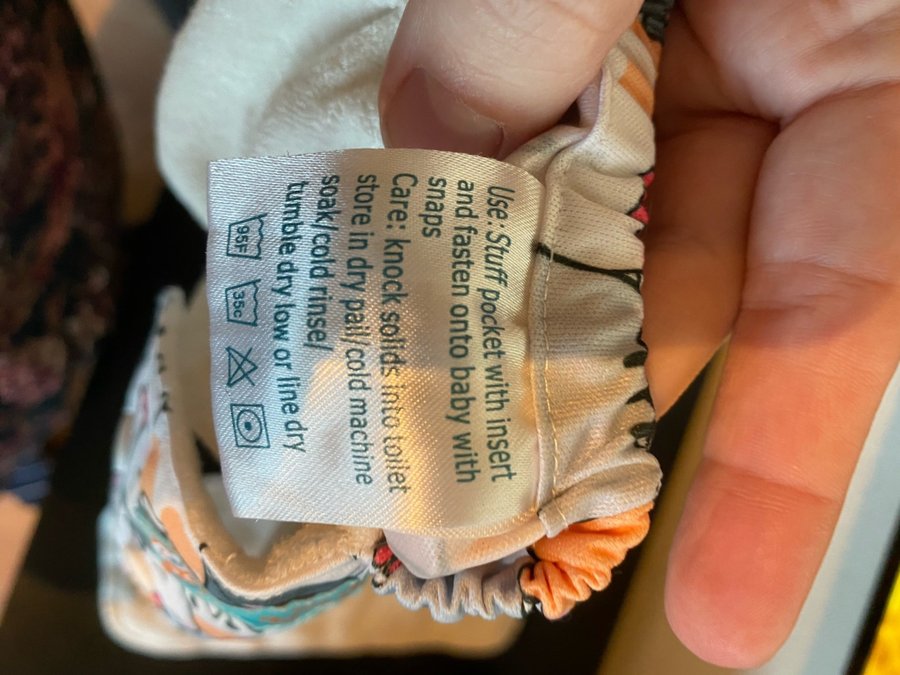 Use: Stuff pocket with insert
and fasten onto baby with
snaps
Care: knock solids into toilet
store in dry pail/cold machine
soak/cold rinse/
tumble dry low or line dry
95F 35c